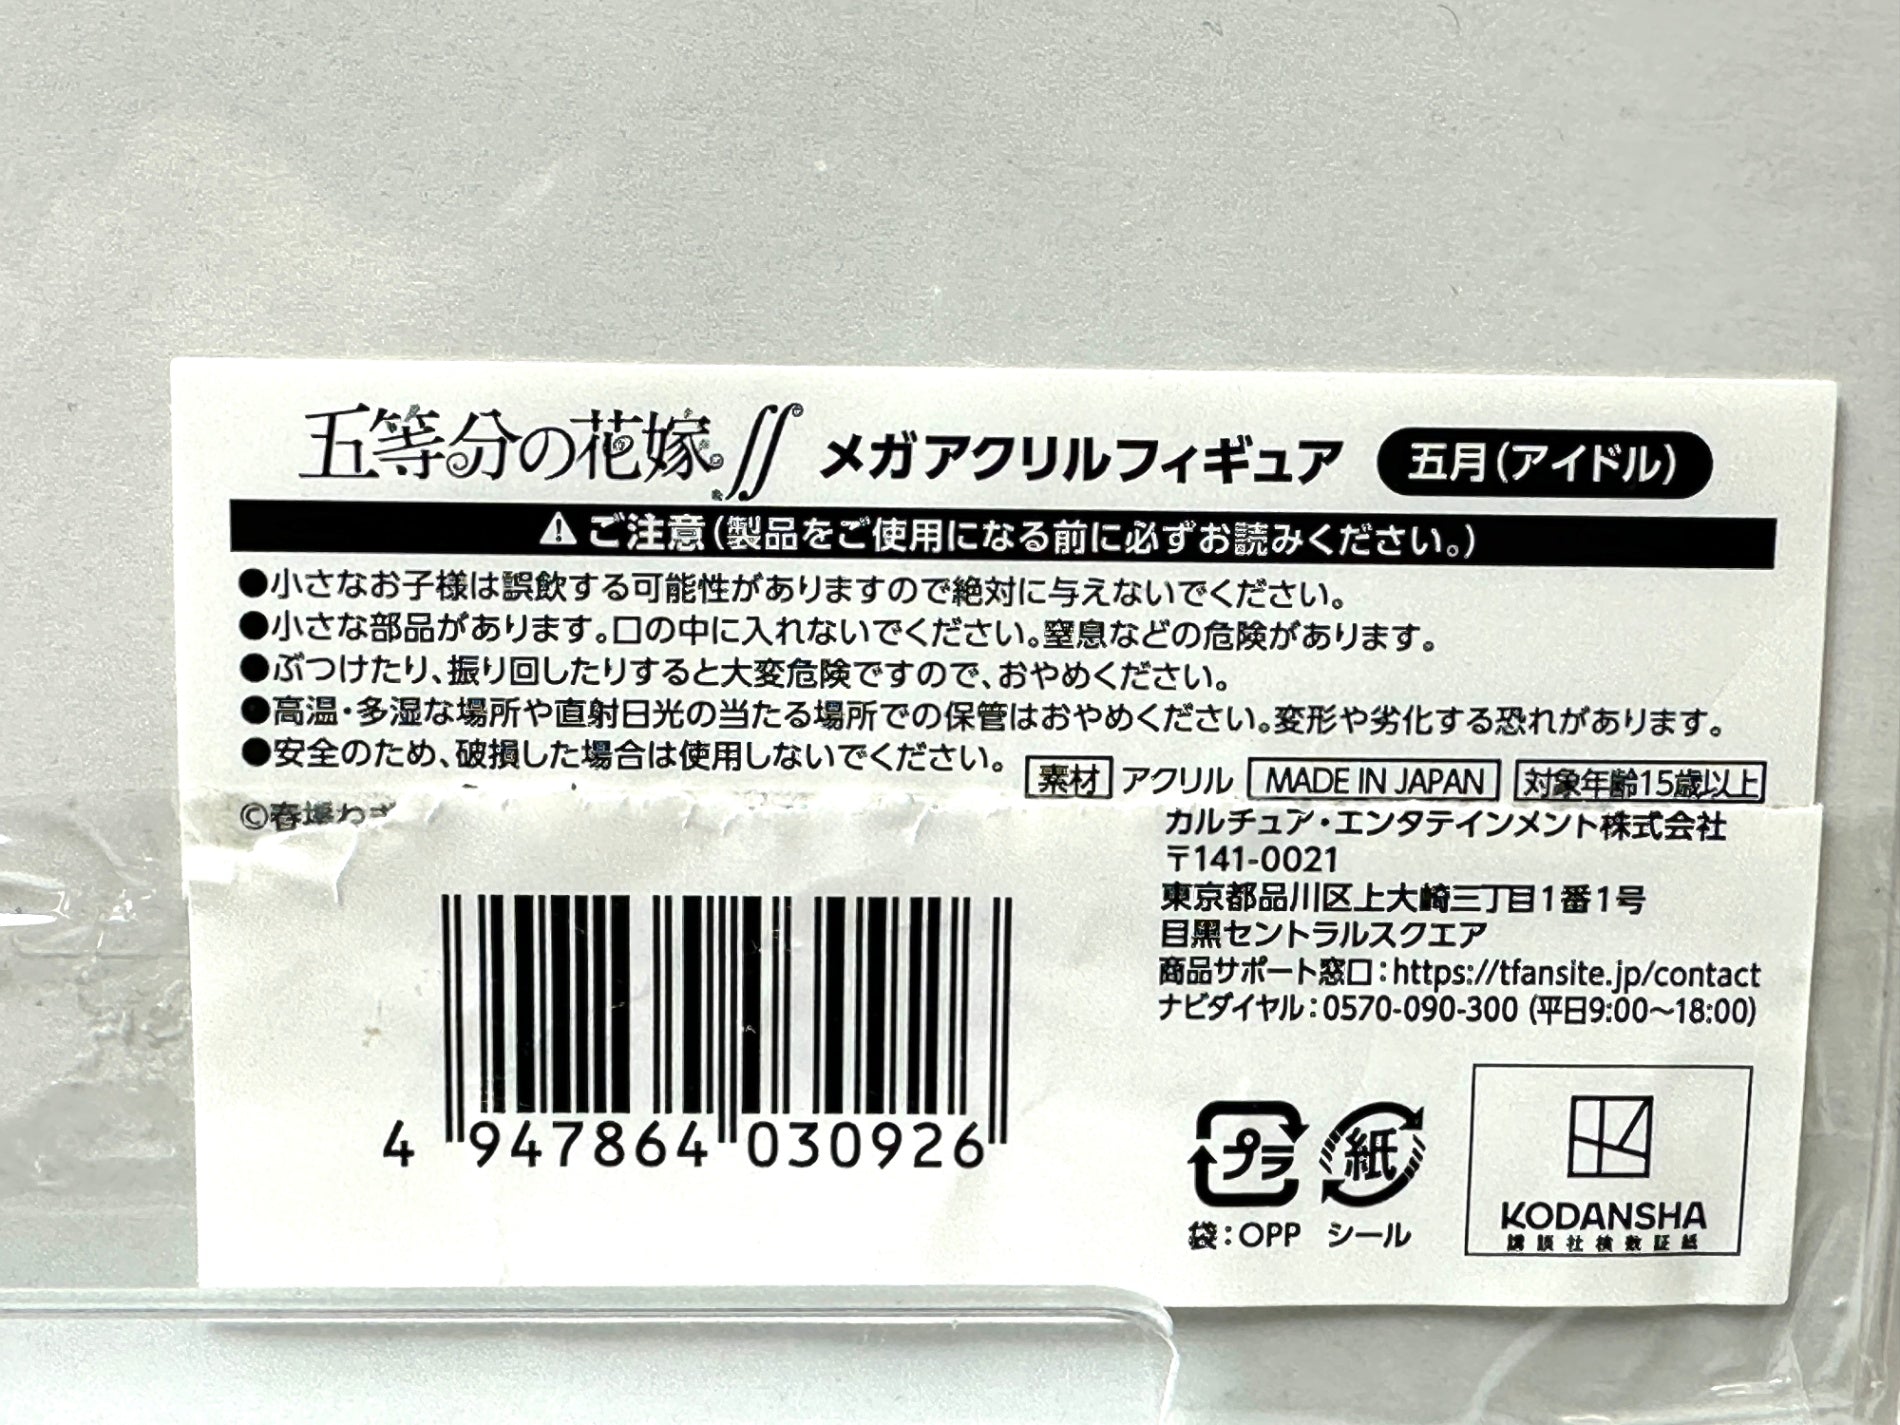 五等分の花嫁∬ メガアクリルフィギュア 五月(アイドル)
⚠ご注意(製品をご使用になる前に必ずお読みください。)
●小さなお子様は誤飲する可能性がありますので絶対に与えないでください。
●小さな部品があります。口の中に入れないでください。窒息などの危険があります。
●ぶつけたり、振り回したりすると大変危険ですので、おやめください。
●高温・多湿な場所や直射日光の当たる場所での保管はおやめください。変形や劣化する恐れがあります。
●安全のため、破損した場合は使用しないでください。
素材 アクリル MADE IN JAPAN 対象年齢15歳以上
©春場ねぎ
カルチュア・エンタテインメント株式会社
〒141-0021
東京都品川区上大崎三丁目1番1号
目黒セントラルスクエア
商品サポート窓口:https://tfansite.jp/contact
ナビダイヤル:0570-090-300 (平日9:00〜18:00)
4 947864 030926
プラ 紙
袋:OPP シール
KODANSHA
講談社検数証紙